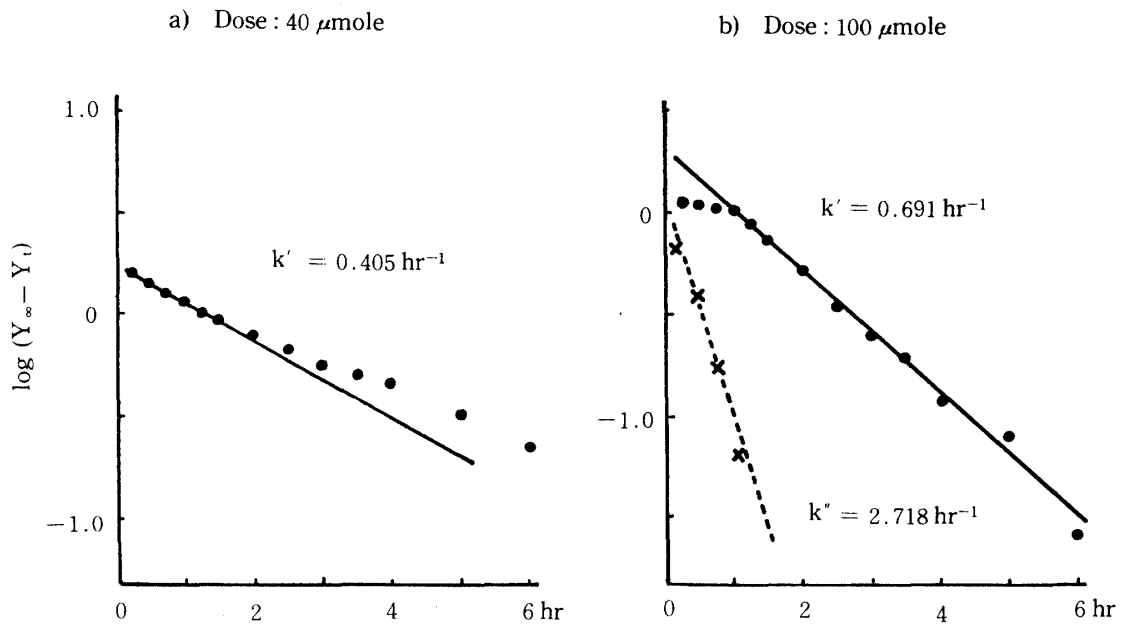 a) Dose : 40 μmole
b) Dose : 100 μmole
log (Y∞ − Yt)
1.0
0
−1.0
k′ = 0.405 hr⁻¹
0 2 4 6 hr
0
−1.0
k′ = 0.691 hr⁻¹
k″ = 2.718 hr⁻¹
0 2 4 6 hr